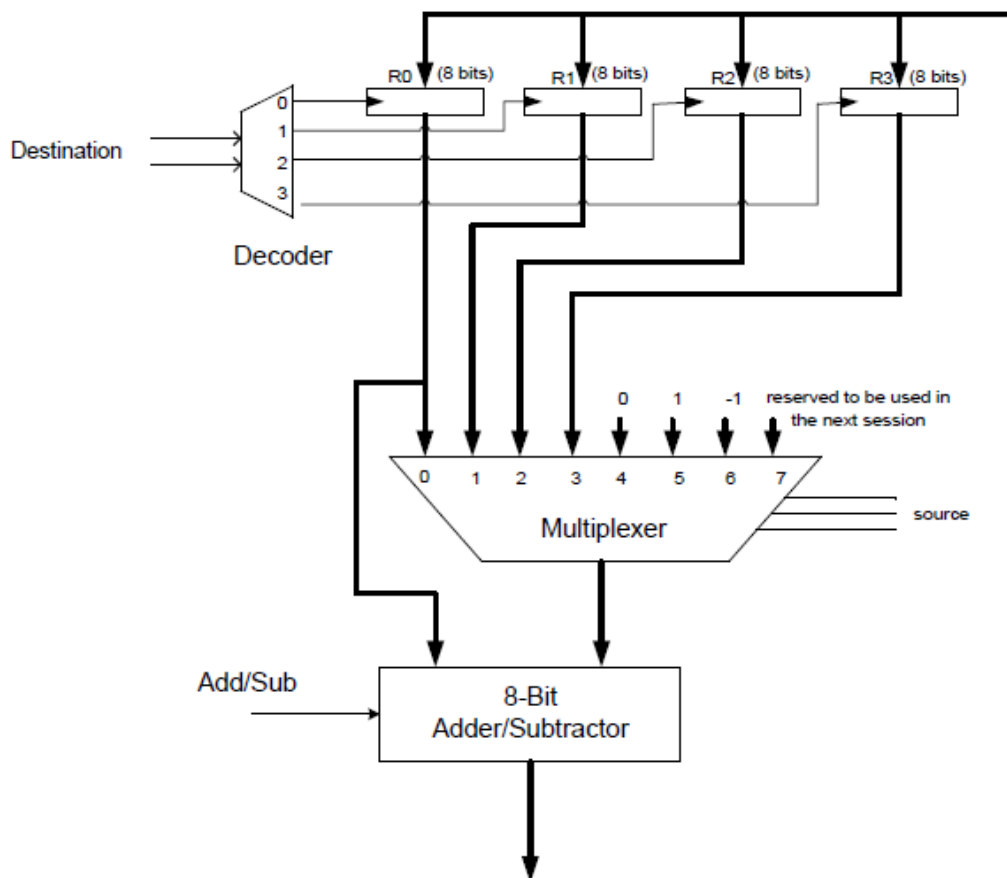 R0 (8 bits)
R1 (8 bits)
R2 (8 bits)
R3 (8 bits)
0
1
2
3
Destination
Decoder
0 1 -1 reserved to be used in
the next session
0 1 2 3 4 5 6 7
Multiplexer
source
Add/Sub
8-Bit
Adder/Subtractor